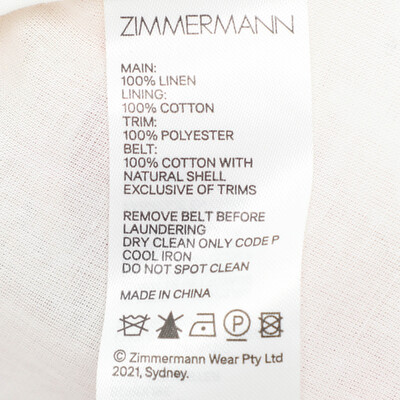 ZIMMERMANN
MAIN:
100% LINEN
LINING:
100% COTTON
TRIM:
100% POLYESTER
BELT:
100% COTTON WITH
NATURAL SHELL
EXCLUSIVE OF TRIMS
REMOVE BELT BEFORE
LAUNDERING
DRY CLEAN ONLY CODE P
COOL IRON
DO NOT SPOT CLEAN
MADE IN CHINA
P
© Zimmermann Wear Pty Ltd
2021, Sydney.